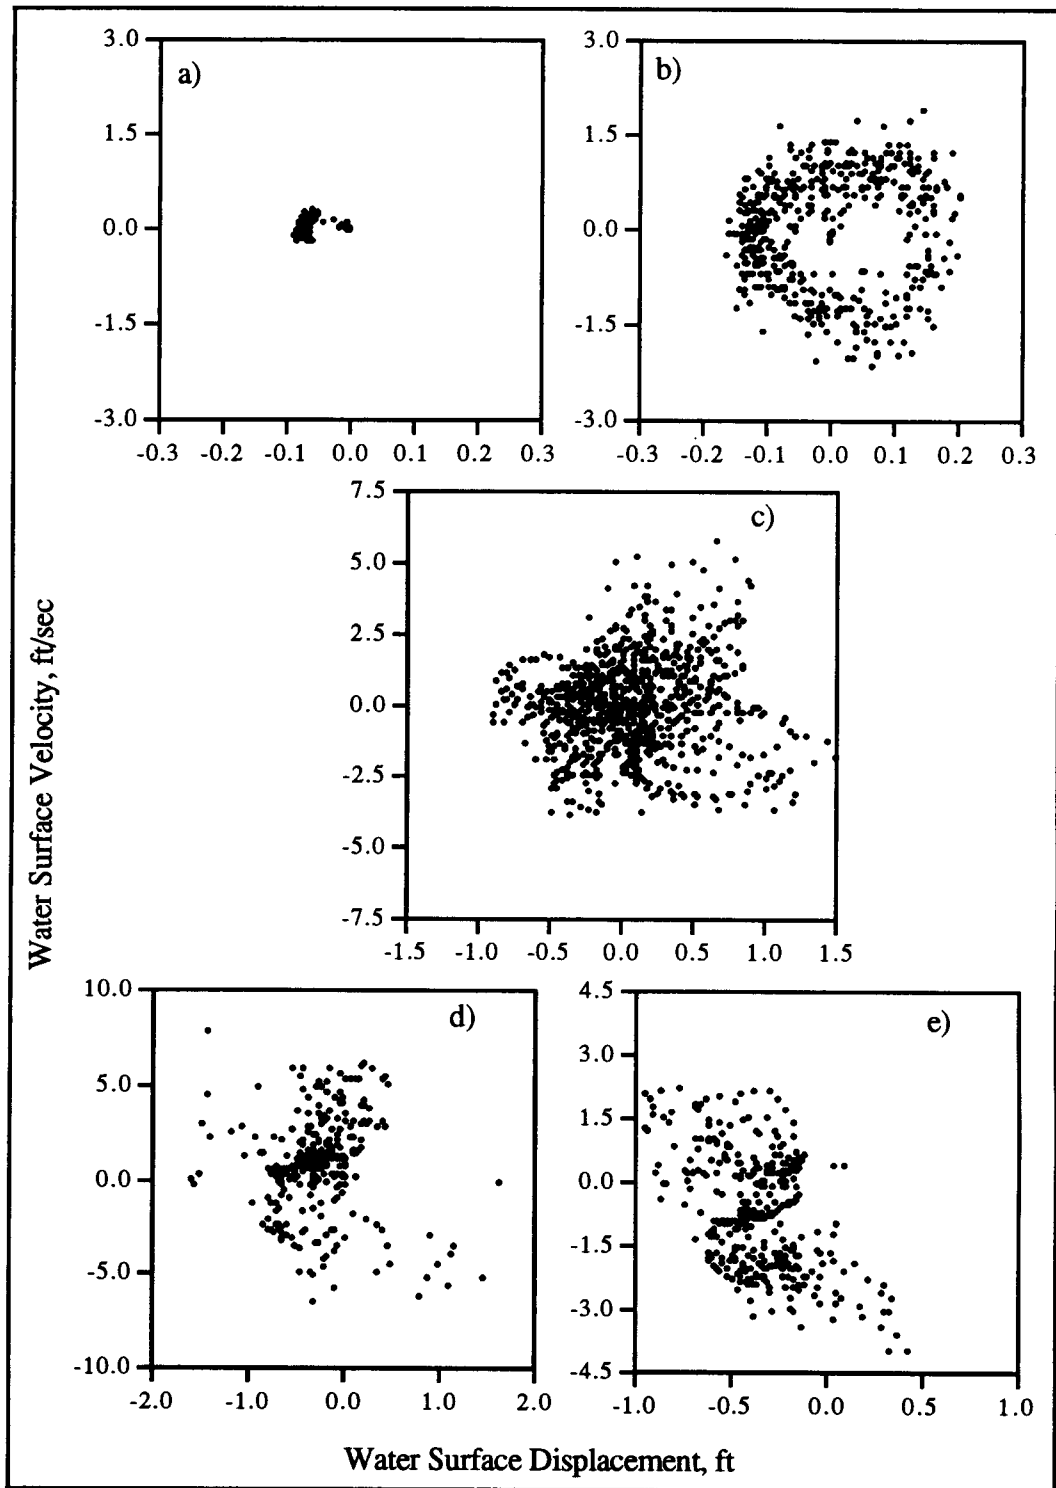 3.0
1.5
0.0
-1.5
-3.0
a)
-0.3 -0.2 -0.1 0.0 0.1 0.2 0.3
3.0
1.5
0.0
-1.5
-3.0
b)
-0.3 -0.2 -0.1 0.0 0.1 0.2 0.3
7.5
5.0
2.5
0.0
-2.5
-5.0
-7.5
c)
-1.5 -1.0 -0.5 0.0 0.5 1.0 1.5
Water Surface Velocity, ft/sec
10.0
5.0
0.0
-5.0
-10.0
d)
-2.0 -1.0 0.0 1.0 2.0
4.5
3.0
1.5
0.0
-1.5
-3.0
-4.5
e)
-1.0 -0.5 0.0 0.5 1.0
Water Surface Displacement, ft